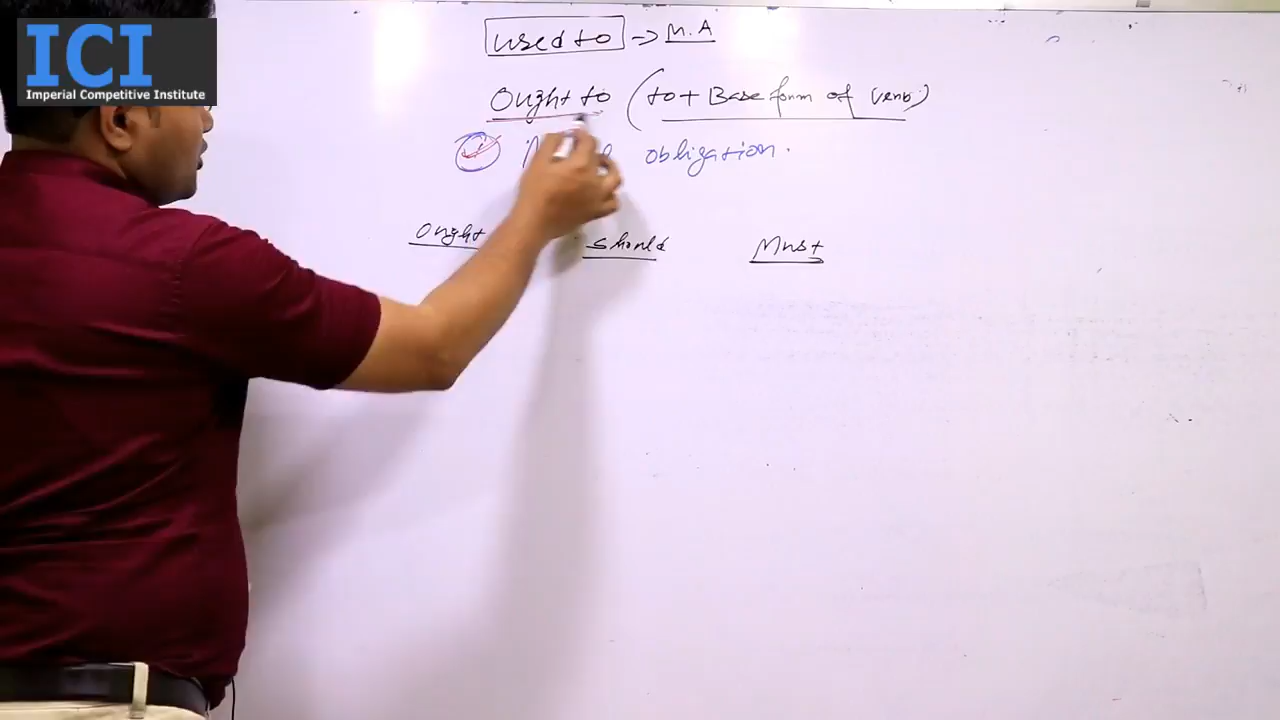 ICI
Imperial Competitive Institute
used to → M.A
Ought to (to + Base form of verb)
obligation.
Ought should Must